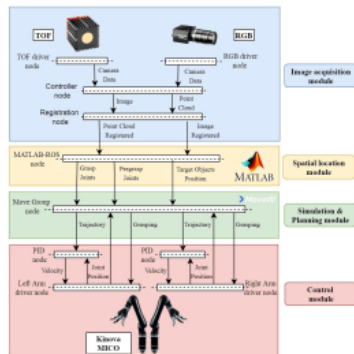 TOF
RGB
TOF driver
node
RGB driver
node
Camera
Data
Camera
Data
Controller
node
Image
Point
Cloud
Registration
node
Point Cloud
Registered
Image
Registered
Image acquisition
module
MATLAB-ROS
node
Group
Joints
Target Objects
Position
MATLAB
Spatial location
module
Move Group
node
Trajectory
Grasping
Trajectory
Grasping
Simulation &
Planning module
PID
node
PID
node
Velocity
Joint
Position
Velocity
Joint
Position
Left Arm
driver node
Right Arm
driver node
Kinova
MICO
Control
module